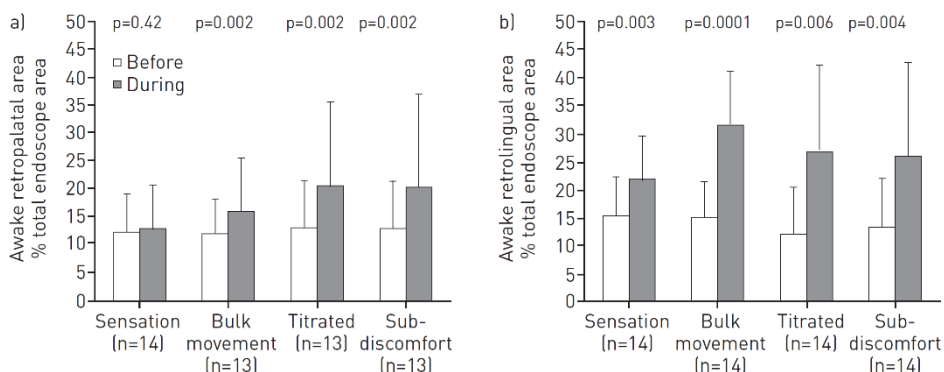 a)
p=0.42 p=0.002 p=0.002 p=0.002
Awake retropalatal area
% total endoscope area
50
45
40
35
30
25
20
15
10
5
0
Before
During
Sensation
(n=14)
Bulk
movement
(n=13)
Titrated
(n=13)
Sub-
discomfort
(n=13)
b)
p=0.003 p=0.0001 p=0.006 p=0.004
Awake retrolingual area
% total endoscope area
50
45
40
35
30
25
20
15
10
5
0
Sensation
(n=14)
Bulk
movement
(n=14)
Titrated
(n=14)
Sub-
discomfort
(n=14)